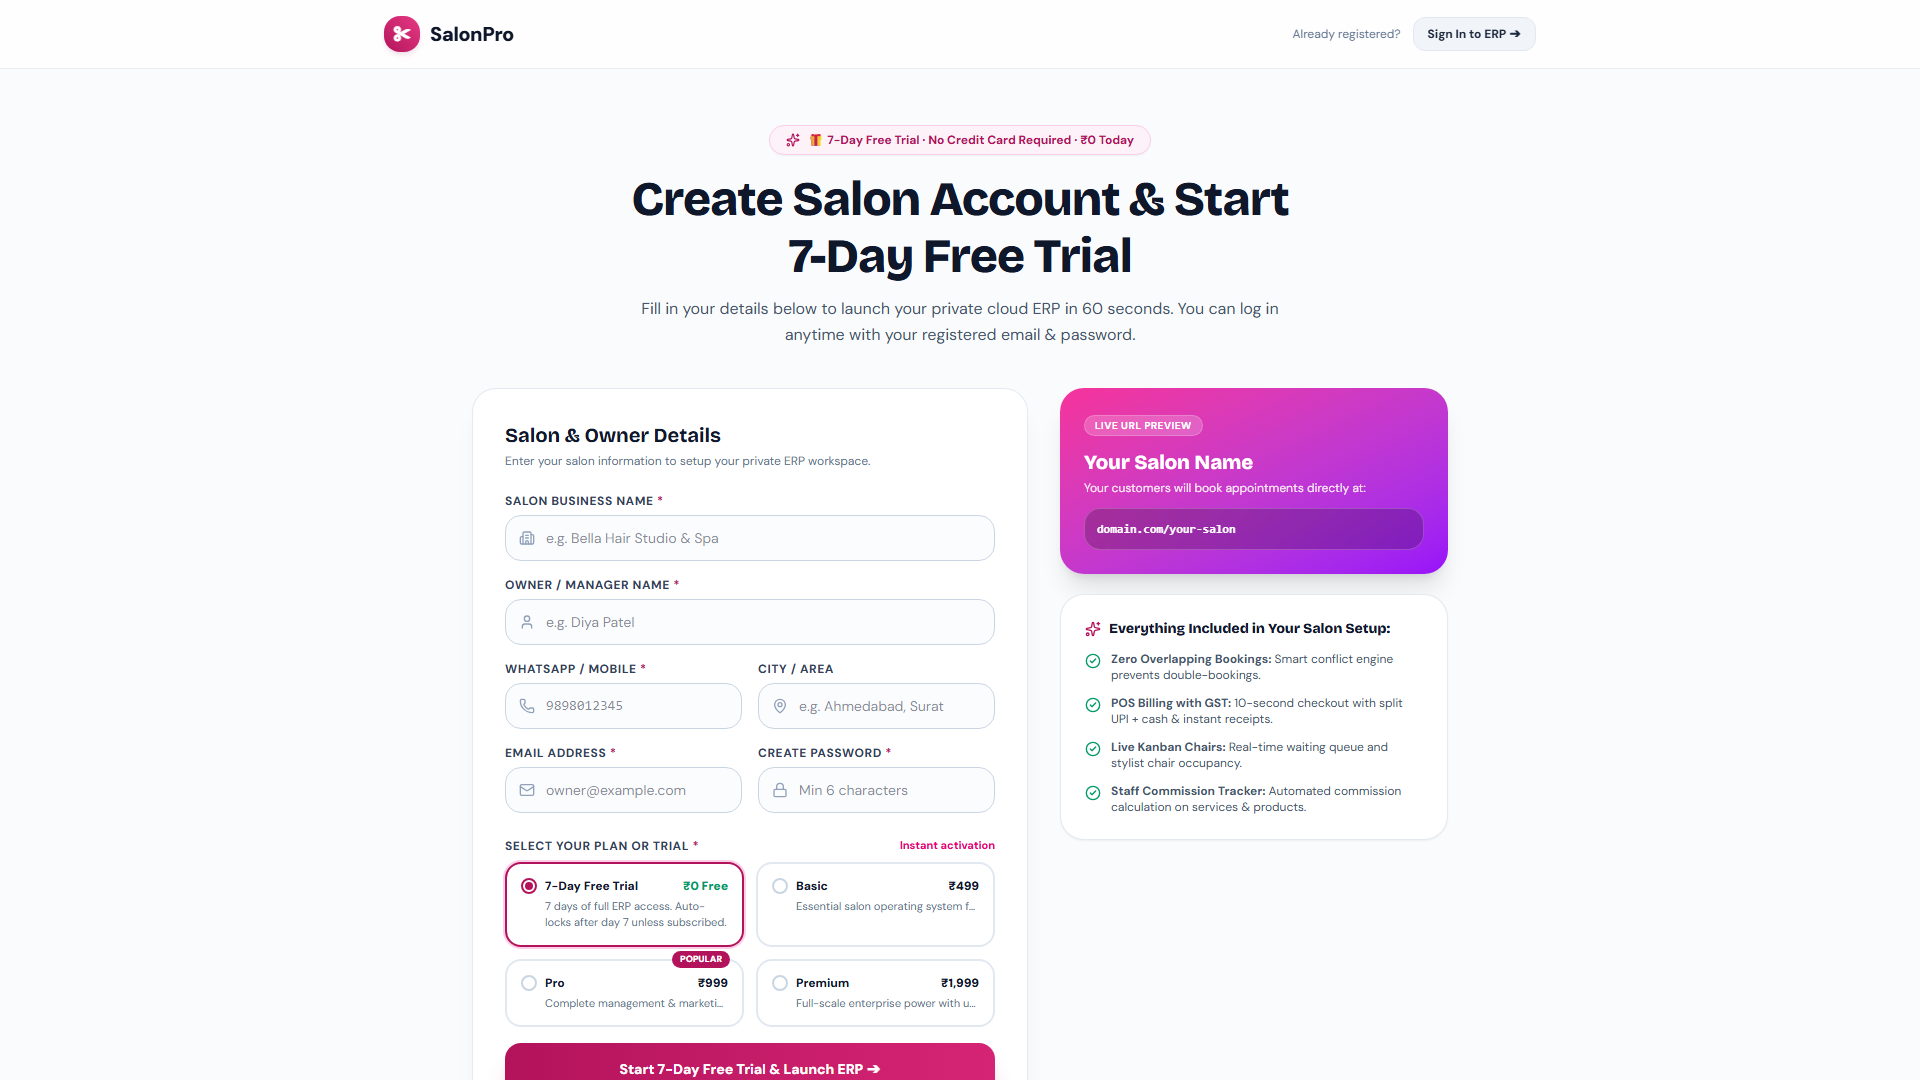 SalonPro
Already registered?
Sign In to ERP ➔
🎁 7-Day Free Trial · No Credit Card Required · ₹0 Today
Create Salon Account & Start
7-Day Free Trial
Fill in your details below to launch your private cloud ERP in 60 seconds. You can log in
anytime with your registered email & password.
Salon & Owner Details
Enter your salon information to setup your private ERP workspace.
SALON BUSINESS NAME *
e.g. Bella Hair Studio & Spa
OWNER / MANAGER NAME *
e.g. Diya Patel
WHATSAPP / MOBILE *
9898012345
CITY / AREA
e.g. Ahmedabad, Surat
EMAIL ADDRESS *
owner@example.com
CREATE PASSWORD *
Min 6 characters
SELECT YOUR PLAN OR TRIAL *
Instant activation
7-Day Free Trial
₹0 Free
7 days of full ERP access. Auto-
locks after day 7 unless subscribed.
Basic
₹499
Essential salon operating system f...
POPULAR
Pro
₹999
Complete management & marketi...
Premium
₹1,999
Full-scale enterprise power with u...
Start 7-Day Free Trial & Launch ERP ➔
LIVE URL PREVIEW
Your Salon Name
Your customers will book appointments directly at:
domain.com/your-salon
Everything Included in Your Salon Setup:
Zero Overlapping Bookings: Smart conflict engine
prevents double-bookings.
POS Billing with GST: 10-second checkout with split
UPI + cash & instant receipts.
Live Kanban Chairs: Real-time waiting queue and
stylist chair occupancy.
Staff Commission Tracker: Automated commission
calculation on services & products.